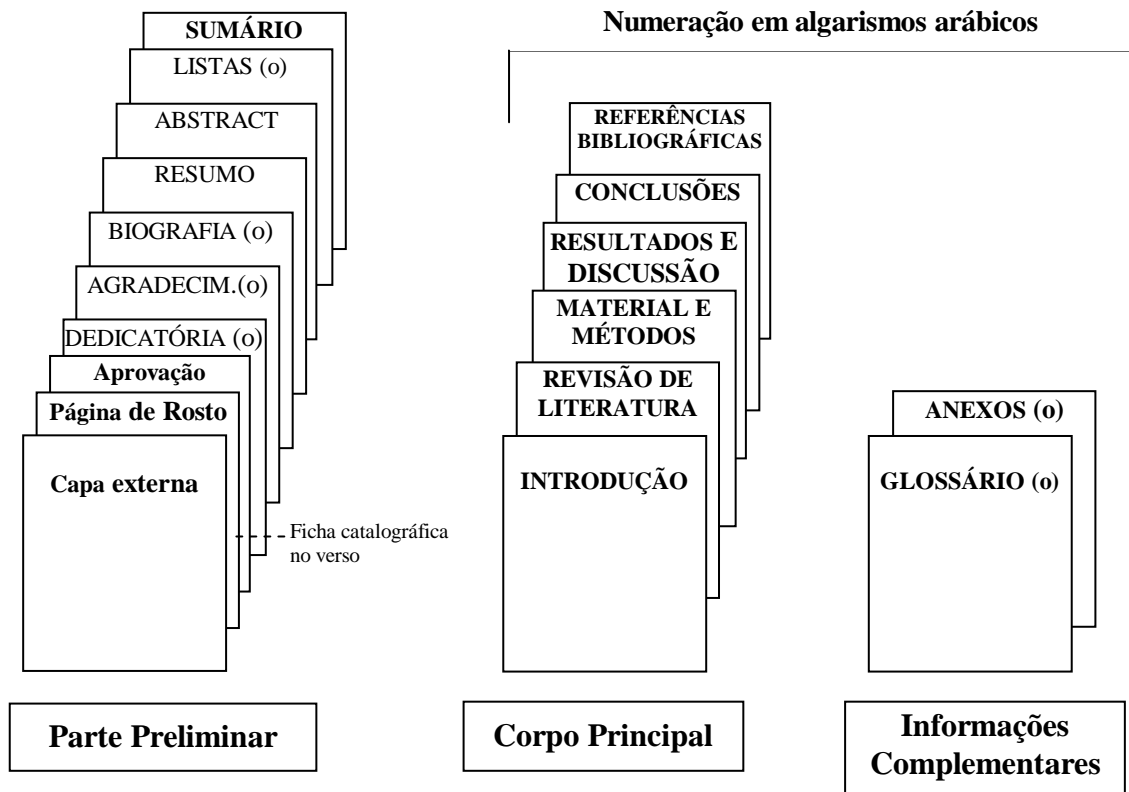 SUMÁRIO
LISTAS (o)
ABSTRACT
RESUMO
BIOGRAFIA (o)
AGRADECIM.(o)
DEDICATÓRIA (o)
Aprovação
Página de Rosto
Capa externa
Ficha catalográfica
no verso
Parte Preliminar
Numeração em algarismos arábicos
REFERÊNCIAS
BIBLIOGRÁFICAS
CONCLUSÕES
RESULTADOS E
DISCUSSÃO
MATERIAL E
MÉTODOS
REVISÃO DE
LITERATURA
INTRODUÇÃO
Corpo Principal
ANEXOS (o)
GLOSSÁRIO (o)
Informações
Complementares